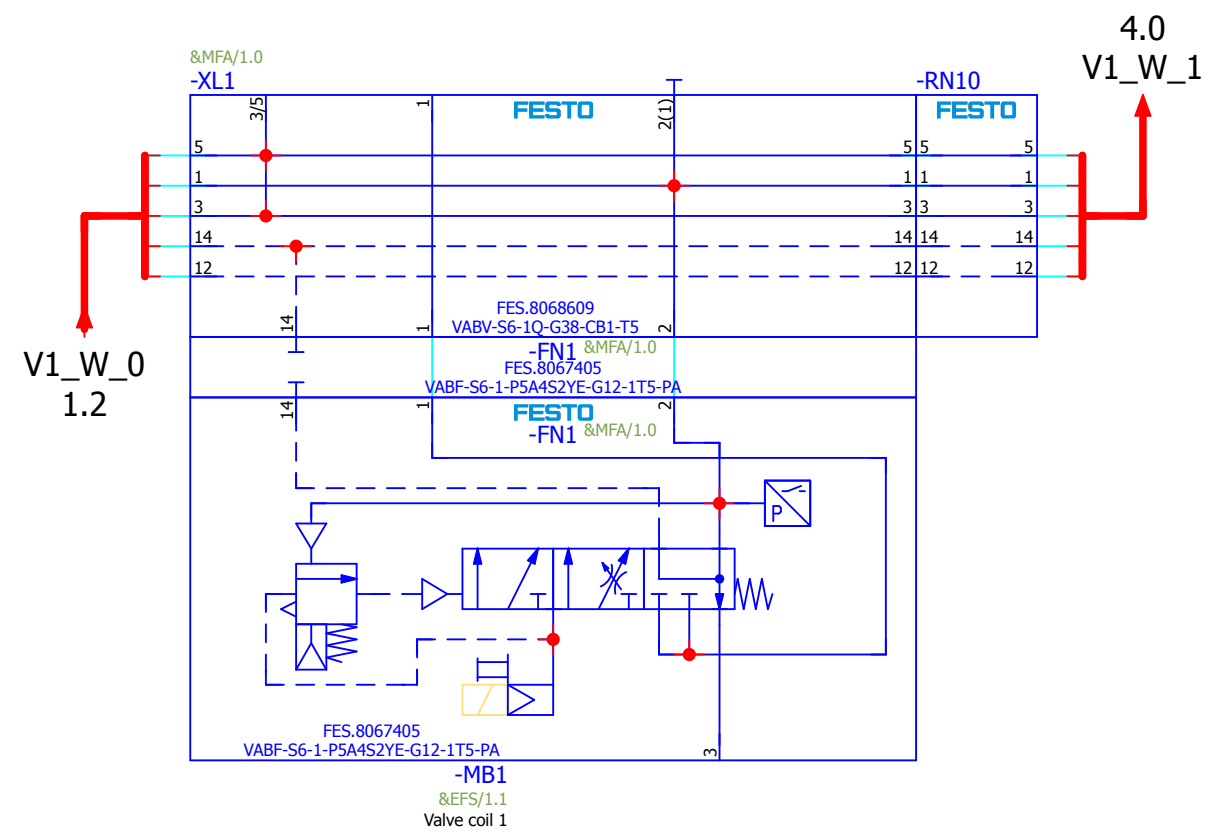 4.0
V1_W_1
&MFA/1.0
-XL1
-RN10
3/5
1
FESTO
2(1)
FESTO
5
5 5
5
1
1 1
1
3
3 3
3
14
14 14
14
12
12 12
12
FES.8068609
VABV-S6-1Q-G38-CB1-T5
14
1
2
V1_W_0
1.2
-FN1 &MFA/1.0
FES.8067405
VABF-S6-1-P5A4S2YE-G12-1T5-PA
14
1
FESTO
2
-FN1 &MFA/1.0
P
FES.8067405
VABF-S6-1-P5A4S2YE-G12-1T5-PA
3
-MB1
&EFS/1.1
Valve coil 1